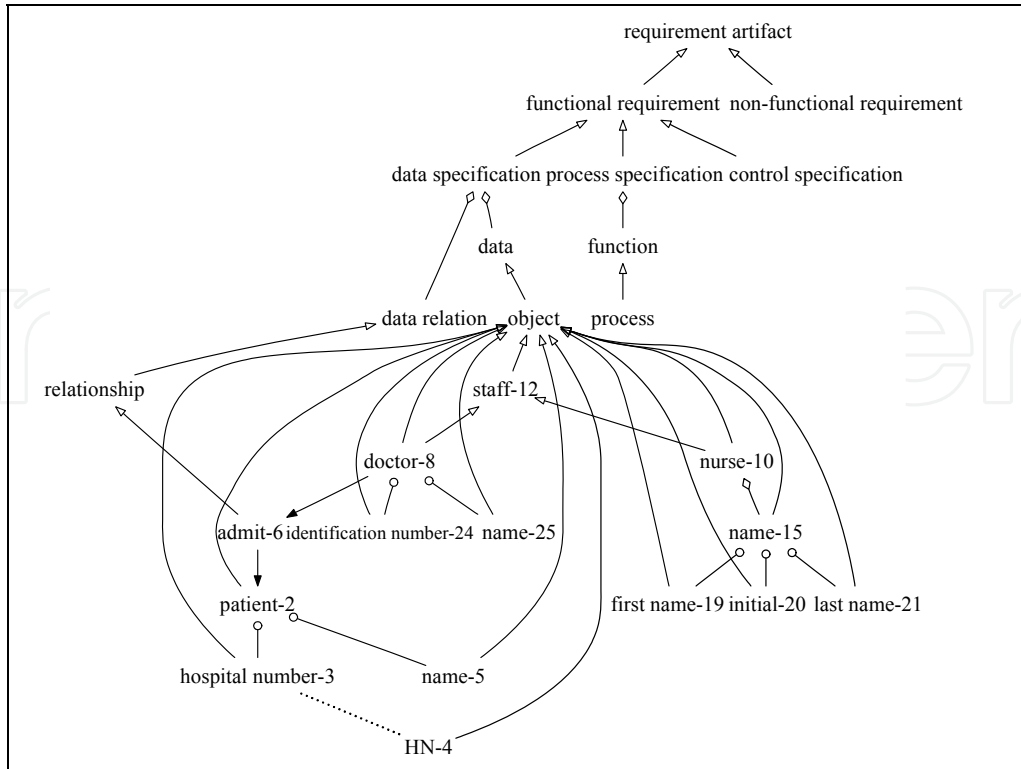 requirement artifact
functional requirement non-functional requirement
data specification process specification control specification
data function
data relation object process
relationship staff-12
doctor-8 nurse-10
admit-6 identification number-24 name-25 name-15
patient-2 first name-19 initial-20 last name-21
hospital number-3 name-5
HN-4